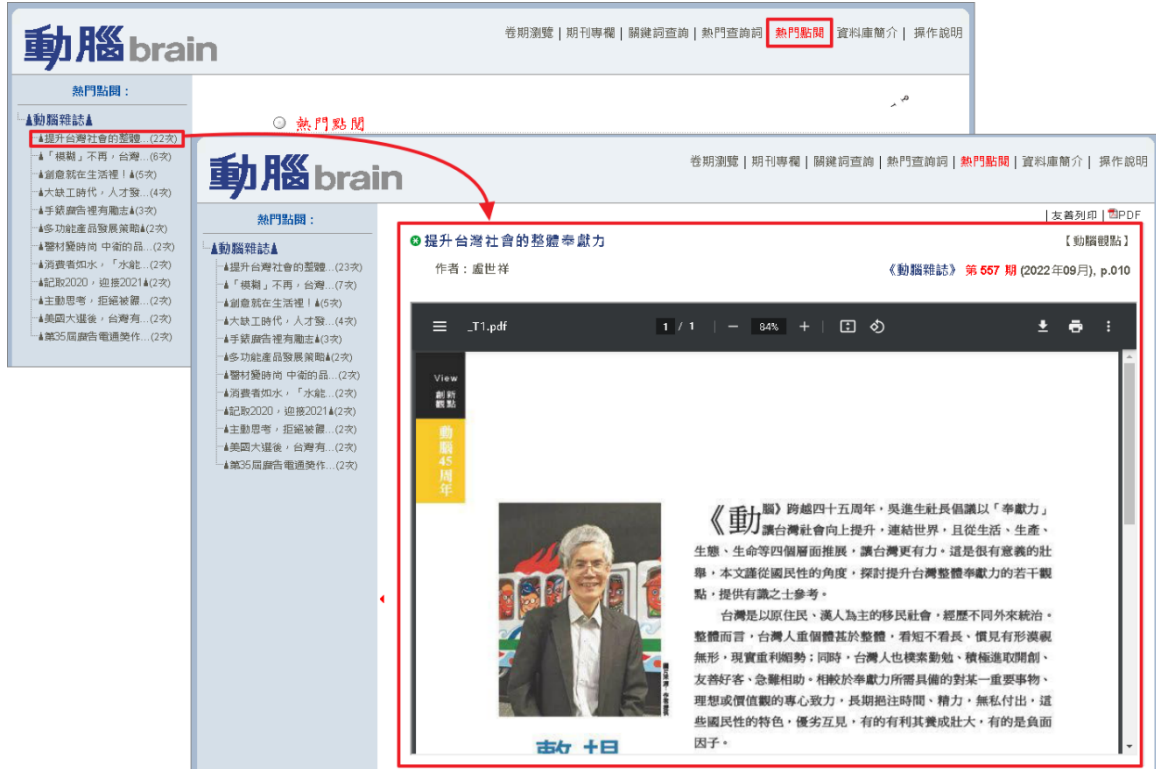 動腦brain
卷期瀏覽 | 期刊專欄 | 關鍵詞查詢 | 熱門查詢詞 熱門點閱 資料庫簡介 | 操作說明
熱門點閱：
♟動腦雜誌♟
♟提升台灣社會的整體...(22次)
♟「模糊」不再，台灣...(6次)
♟創意就在生活裡！♟(5次)
♟大缺工時代，人才發...(4次)
♟手錶廣告裡有勵志♟(3次)
♟多功能產品發展策略♟(2次)
♟醫材變時尚 中衛的品...(2次)
♟消費者如水，「水能...(2次)
♟記取2020，迎接2021♟(2次)
♟主動思考，拒絕被餵...(2次)
♟美國大選後，台灣有...(2次)
♟第35屆廣告電通獎作...(2次)
熱門點閱
動腦brain
卷期瀏覽 | 期刊專欄 | 關鍵詞查詢 | 熱門查詢詞 | 熱門點閱 | 資料庫簡介 | 操作說明
熱門點閱：
♟動腦雜誌♟
♟提升台灣社會的整體...(23次)
♟「模糊」不再，台灣...(7次)
♟創意就在生活裡！♟(5次)
♟大缺工時代，人才發...(4次)
♟手錶廣告裡有勵志♟(3次)
♟多功能產品發展策略♟(2次)
♟醫材變時尚 中衛的品...(2次)
♟消費者如水，「水能...(2次)
♟記取2020，迎接2021♟(2次)
♟主動思考，拒絕被餵...(2次)
♟美國大選後，台灣有...(2次)
♟第35屆廣告電通獎作...(2次)
| 友善列印 | PDF
提升台灣社會的整體奉獻力
【動腦觀點】
作者：盧世祥
《動腦雜誌》 第 557 期 (2022年09月), p.010
_T1.pdf
1 / 1 | − 84% + |
View
創新
觀點
動腦45周年
《動腦》跨越四十五周年，吳進生社長倡議以「奉獻力」
讓台灣社會向上提升，連結世界，且從生活、生產、
生態、生命等四個層面推展，讓台灣更有力。這是很有意義的壯
舉，本文謹從國民性的角度，探討提升台灣整體奉獻力的若干觀
點，提供有識之士參考。
台灣是以原住民、漢人為主的移民社會，經歷不同外來統治。
整體而言，台灣人重個體甚於整體，看短不看長、慣見有形漠視
無形，現實重利媚勢；同時，台灣人也樸素勤勉、積極進取開創、
友善好客、急難相助。相較於奉獻力所需具備的對某一重要事物、
理想或價值觀的專心致力，長期挹注時間、精力，無私付出，這
些國民性的特色，優劣互見，有的有利其養成壯大，有的是負面
因子。